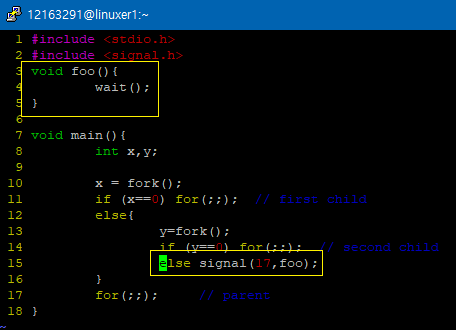 12163291@linuxer1:~
1 #include <stdio.h>
2 #include <signal.h>
3 void foo(){
4         wait();
5 }
6
7 void main(){
8         int x,y;
9
10         x = fork();
11         if (x==0) for(;;);  // first child
12         else{
13                 y=fork();
14                 if (y==0) for(;;);  // second child
15                 else signal(17,foo);
16         }
17         for(;;);     // parent
18 }
~